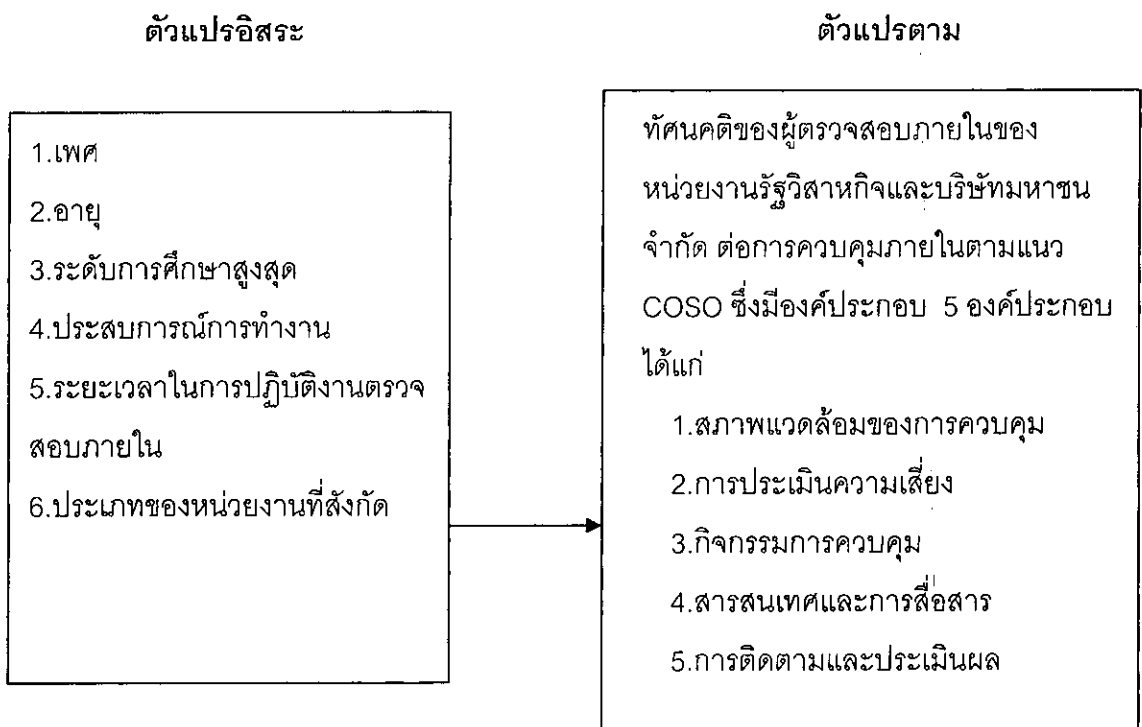 ตัวแปรอิสระ
ตัวแปรตาม
1.เพศ
2.อายุ
3.ระดับการศึกษาสูงสุด
4.ประสบการณ์การทำงาน
5.ระยะเวลาในการปฏิบัติงานตรวจ
สอบภายใน
6.ประเภทของหน่วยงานที่สังกัด
ทัศนคติของผู้ตรวจสอบภายในของ
หน่วยงานรัฐวิสาหกิจและบริษัทมหาชน
จำกัด ต่อการควบคุมภายในตามแนว
COSO ซึ่งมีองค์ประกอบ 5 องค์ประกอบ
ได้แก่
1.สภาพแวดล้อมของการควบคุม
2.การประเมินความเสี่ยง
3.กิจกรรมการควบคุม
4.สารสนเทศและการสื่อสาร
5.การติดตามและประเมินผล